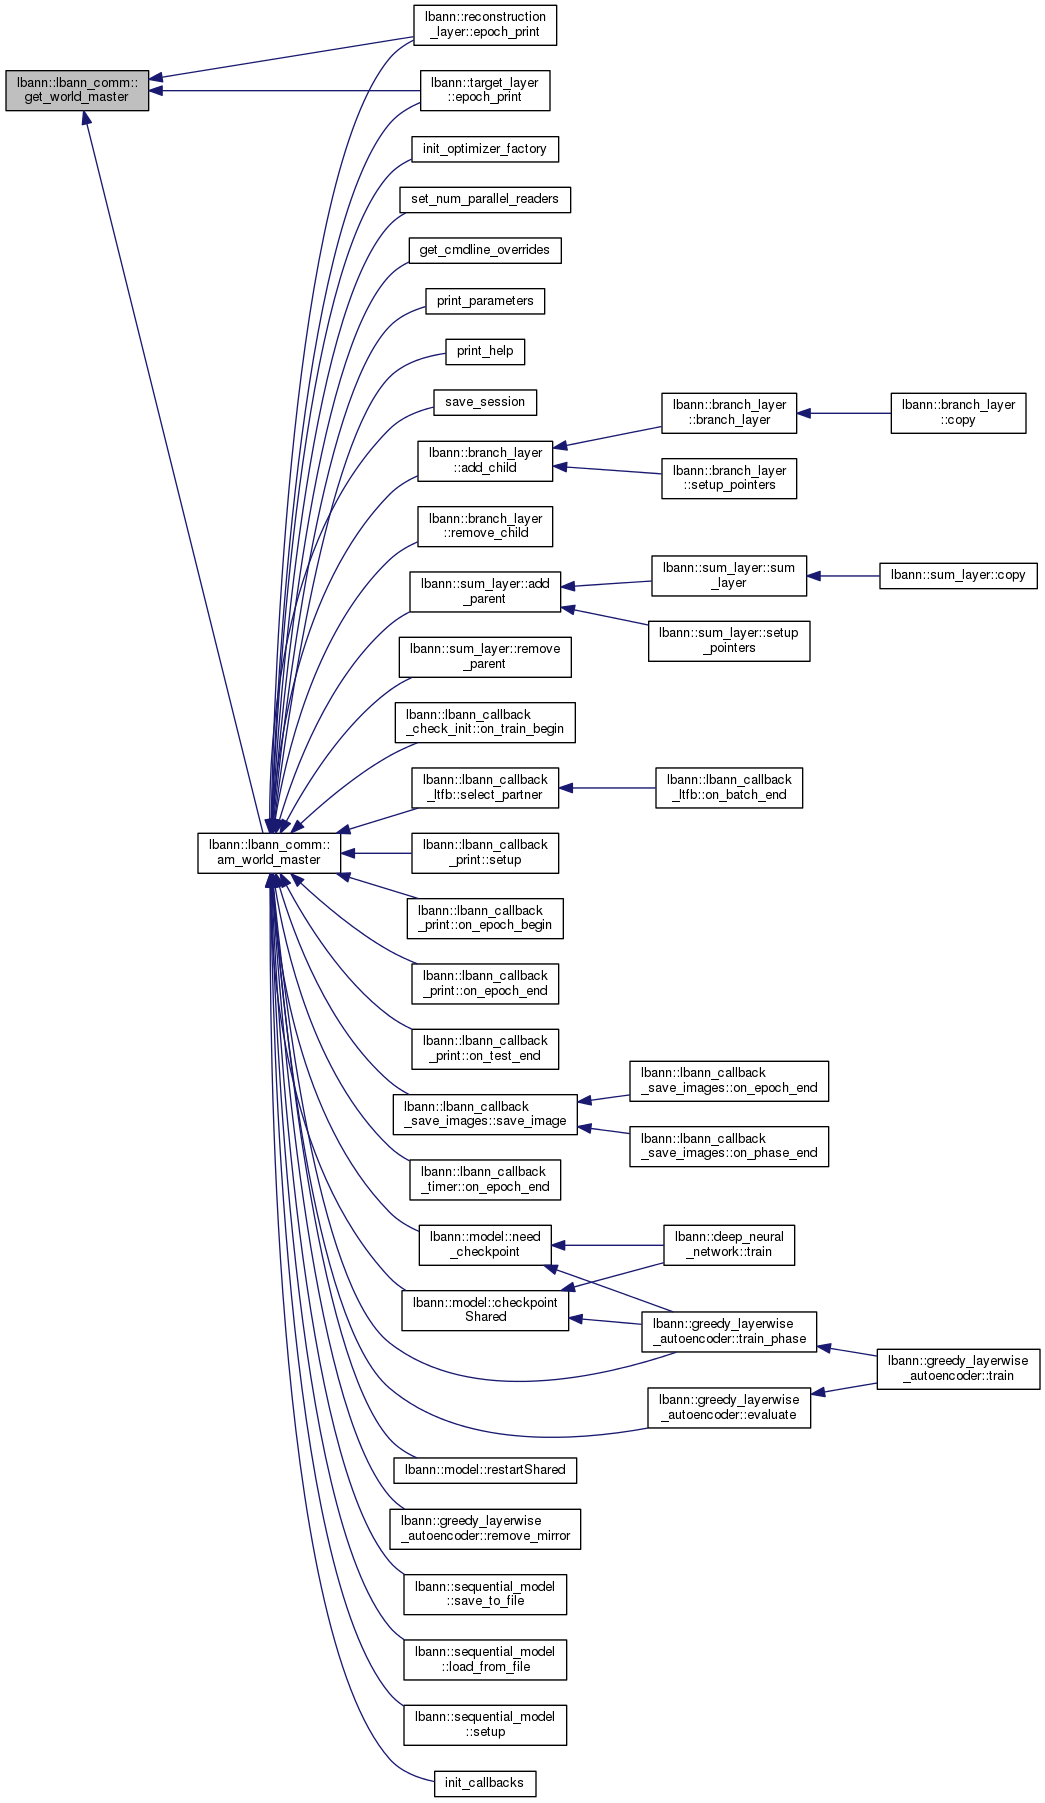 lbann::reconstruction
_layer::epoch_print
lbann::lbann_comm::
get_world_master
lbann::target_layer
::epoch_print
init_optimizer_factory
set_num_parallel_readers
get_cmdline_overrides
print_parameters
print_help
save_session
lbann::branch_layer
::branch_layer
lbann::branch_layer
::copy
lbann::branch_layer
::add_child
lbann::branch_layer
::setup_pointers
lbann::branch_layer
::remove_child
lbann::sum_layer::add
_parent
lbann::sum_layer::sum
_layer
lbann::sum_layer::copy
lbann::sum_layer::setup
_pointers
lbann::sum_layer::remove
_parent
lbann::lbann_callback
_check_init::on_train_begin
lbann::lbann_callback
_ltfb::select_partner
lbann::lbann_callback
_ltfb::on_batch_end
lbann::lbann_comm::
am_world_master
lbann::lbann_callback
_print::setup
lbann::lbann_callback
_print::on_epoch_begin
lbann::lbann_callback
_print::on_epoch_end
lbann::lbann_callback
_print::on_test_end
lbann::lbann_callback
_save_images::save_image
lbann::lbann_callback
_save_images::on_epoch_end
lbann::lbann_callback
_save_images::on_phase_end
lbann::lbann_callback
_timer::on_epoch_end
lbann::model::need
_checkpoint
lbann::deep_neural
_network::train
lbann::model::checkpoint
Shared
lbann::greedy_layerwise
_autoencoder::train_phase
lbann::greedy_layerwise
_autoencoder::train
lbann::greedy_layerwise
_autoencoder::evaluate
lbann::model::restartShared
lbann::greedy_layerwise
_autoencoder::remove_mirror
lbann::sequential_model
::save_to_file
lbann::sequential_model
::load_from_file
lbann::sequential_model
::setup
init_callbacks